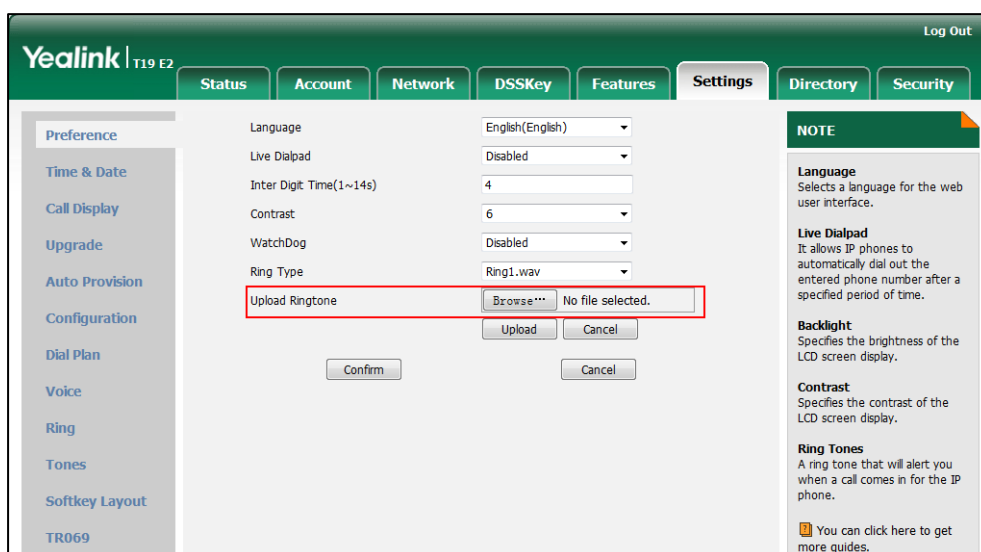 Log Out
Yealink | T19 E2
Status Account Network DSSKey Features Settings Directory Security
Preference
Time & Date
Call Display
Upgrade
Auto Provision
Configuration
Dial Plan
Voice
Ring
Tones
Softkey Layout
TR069
Language English(English)
Live Dialpad Disabled
Inter Digit Time(1~14s) 4
Contrast 6
WatchDog Disabled
Ring Type Ring1.wav
Upload Ringtone Browse... No file selected.
Upload Cancel
Confirm Cancel
NOTE
Language
Selects a language for the web
user interface.
Live Dialpad
It allows IP phones to
automatically dial out the
entered phone number after a
specified period of time.
Backlight
Specifies the brightness of the
LCD screen display.
Contrast
Specifies the contrast of the
LCD screen display.
Ring Tones
A ring tone that will alert you
when a call comes in for the IP
phone.
You can click here to get
more guides.